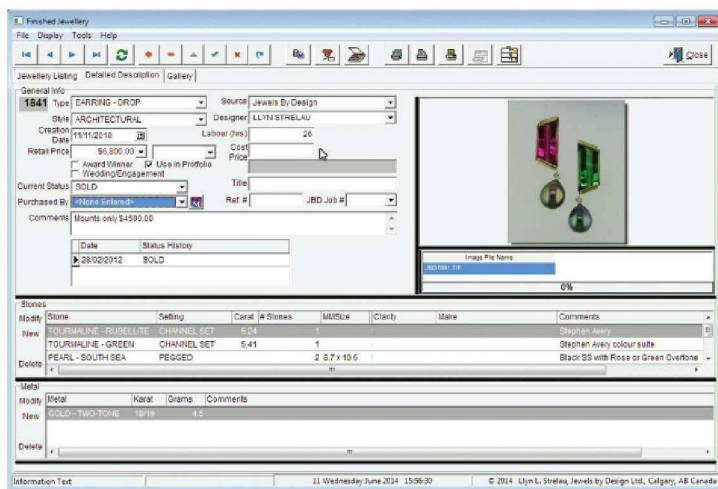 Finished Jewellery
File Display Tools Help
Close
Jewellery Listing Detailed Description Gallery
General Info
1841 Type EARRING - DROP Source Jewels By Design
Style ARCHITECTURAL Designer LLYN STRELAU
Creation Date 11/11/2010 Labour (hrs) 26
Retail Price $6,800.00 Cost Price
Award Winner Use in Protfolio
Wedding/Engagement
Current Status SOLD Title
Purchased By <None Entered> Ref # JBD Job #
Comments Mounts only $4500.00
Date Status History
28/02/2012 SOLD
Image File Name
0%
Stones
Modify Stone Setting Carat # Stones MMSize Clarity Make Comments
New TOURMALINE - RUBELLITE CHANNEL SET 5.24 1 Stephen Avery
TOURMALINE - GREEN CHANNEL SET 5.41 1 Stephen Avery colour suite
PEARL - SOUTH SEA PEGGED 2 8.7 x 10.6 Black SS with Rose or Green Overtone
Delete
Metal
Modify Metal Karat Grams Comments
New GOLD - TWO-TONE 18/19 4.5
Delete
Information Text 11 Wednesday June 2014 15:56:30 © 2014 Llyn L. Strelau, Jewels by Design Ltd., Calgary, AB Canada